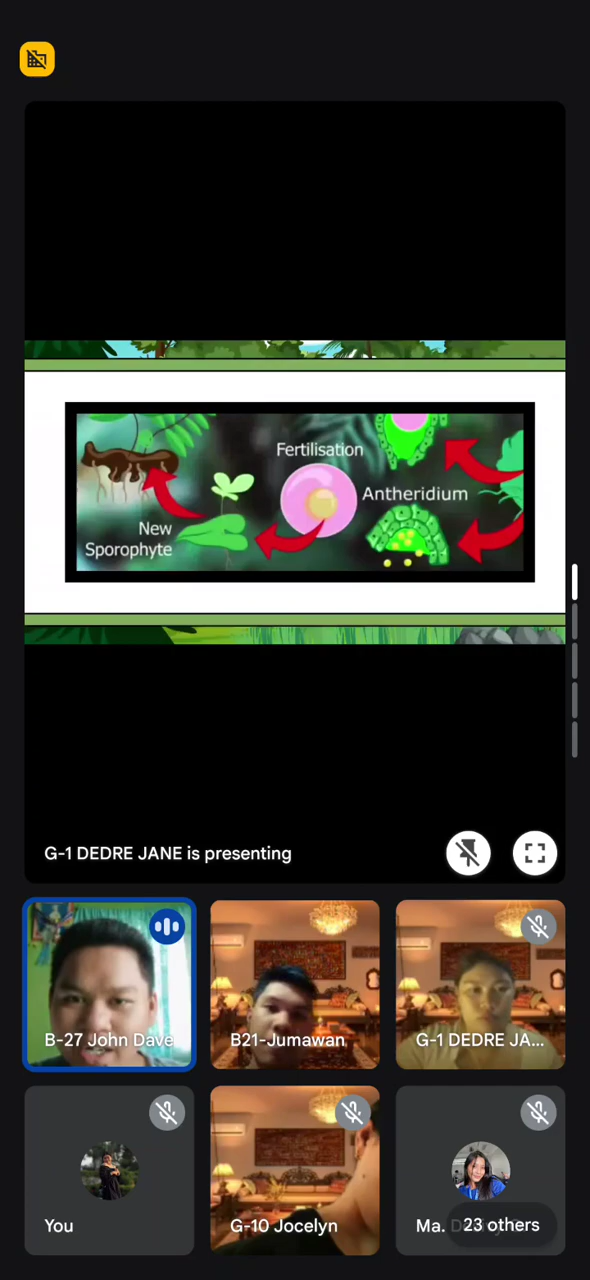 Fertilisation
Antheridium
New
Sporophyte
G-1 DEDRE JANE is presenting
B-27 John Dave
B21-Jumawan
G-1 DEDRE JA...
You
G-10 Jocelyn
Ma.
23 others